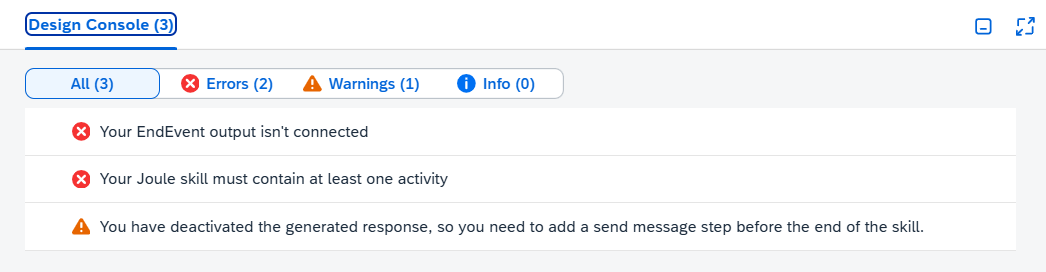 Design Console (3)
All (3) Errors (2) Warnings (1) Info (0)
Your EndEvent output isn't connected
Your Joule skill must contain at least one activity
You have deactivated the generated response, so you need to add a send message step before the end of the skill.